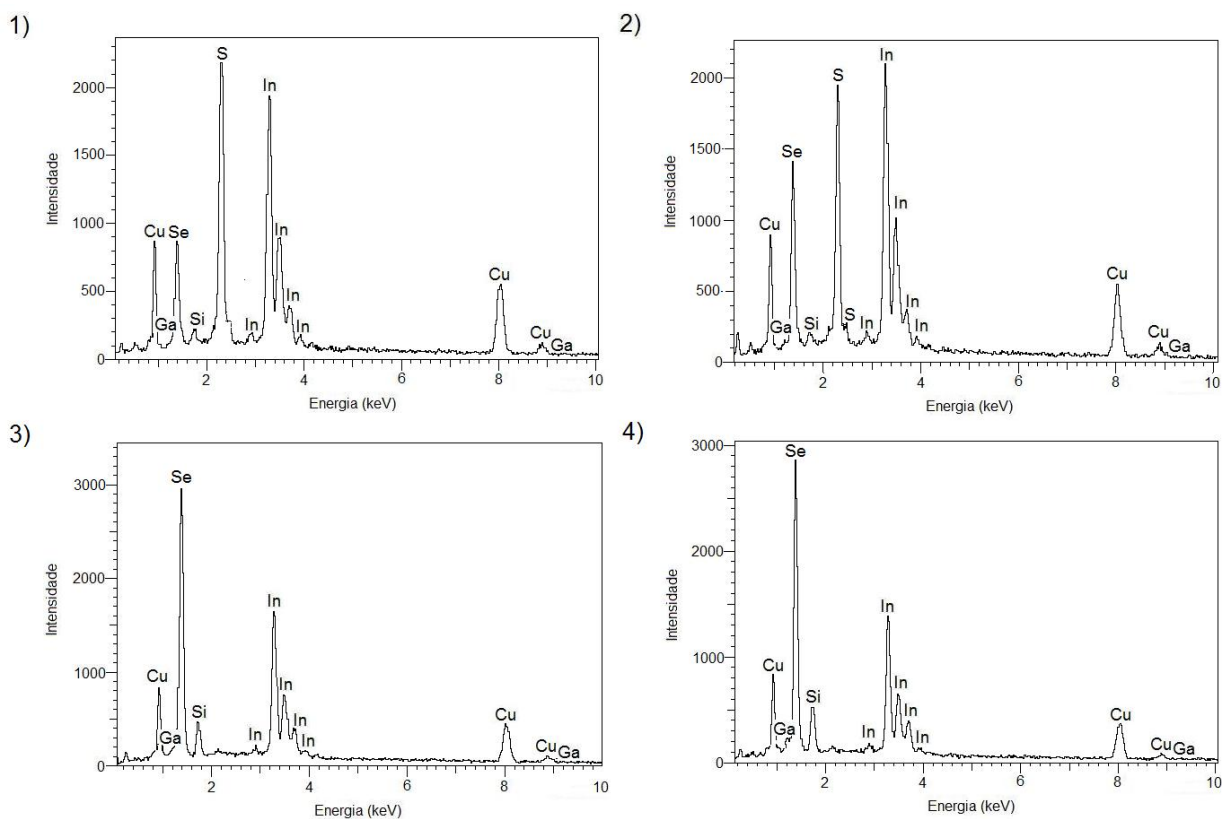 1)
Intensidade
2000
1500
1000
500
0
S
In
Cu
Se
In
Ga
Si
In
In
In
Cu
Cu
Ga
2
4
6
8
10
Energia (keV)
2)
Intensidade
2000
1500
1000
500
0
In
S
Se
Cu
In
Ga
Si
S
In
In
In
Cu
Cu
Ga
2
4
6
8
10
Energia (keV)
3)
Intensidade
3000
2000
1000
0
Se
In
Cu
In
Ga
Si
In
In
In
Cu
Cu
Ga
2
4
6
8
10
Energia (keV)
4)
Intensidade
3000
2000
1000
0
Se
In
Cu
In
Ga
Si
In
In
In
Cu
Cu
Ga
2
4
6
8
10
Energia (keV)